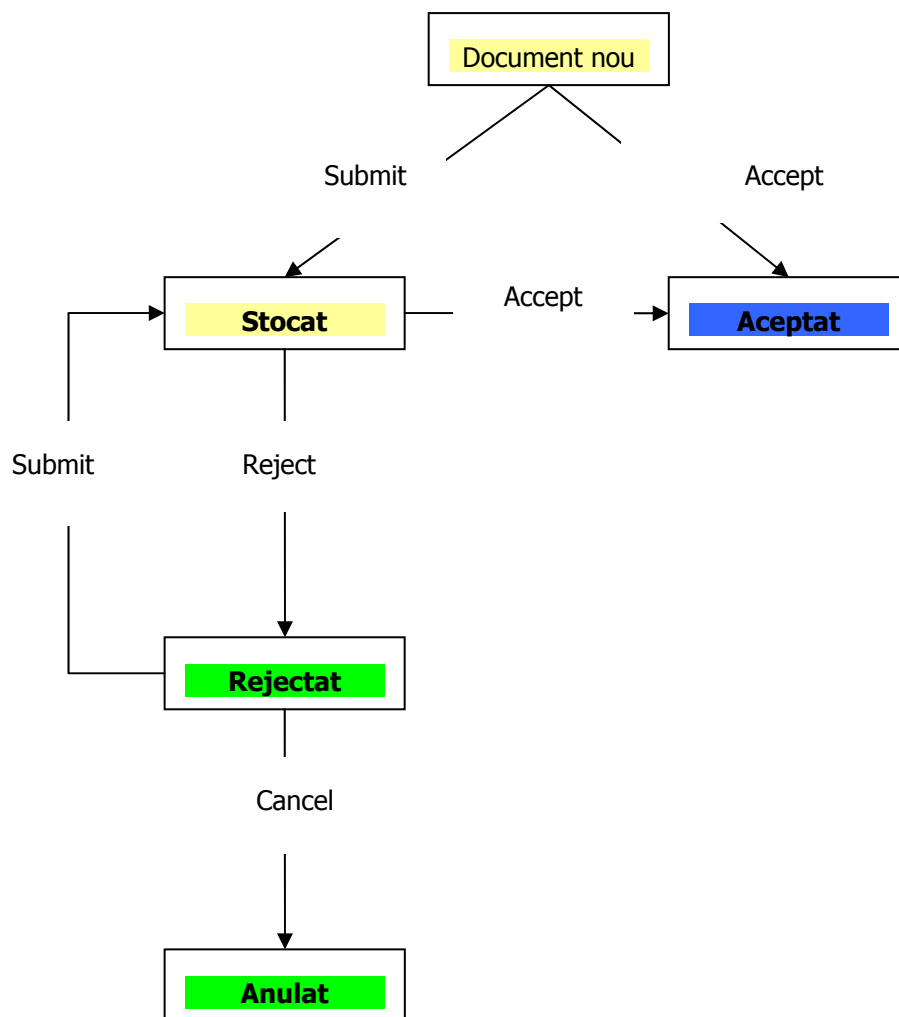 Document nou
Submit
Accept
Accept
Stocat
Aceptat
Submit
Reject
Rejectat
Cancel
Anulat